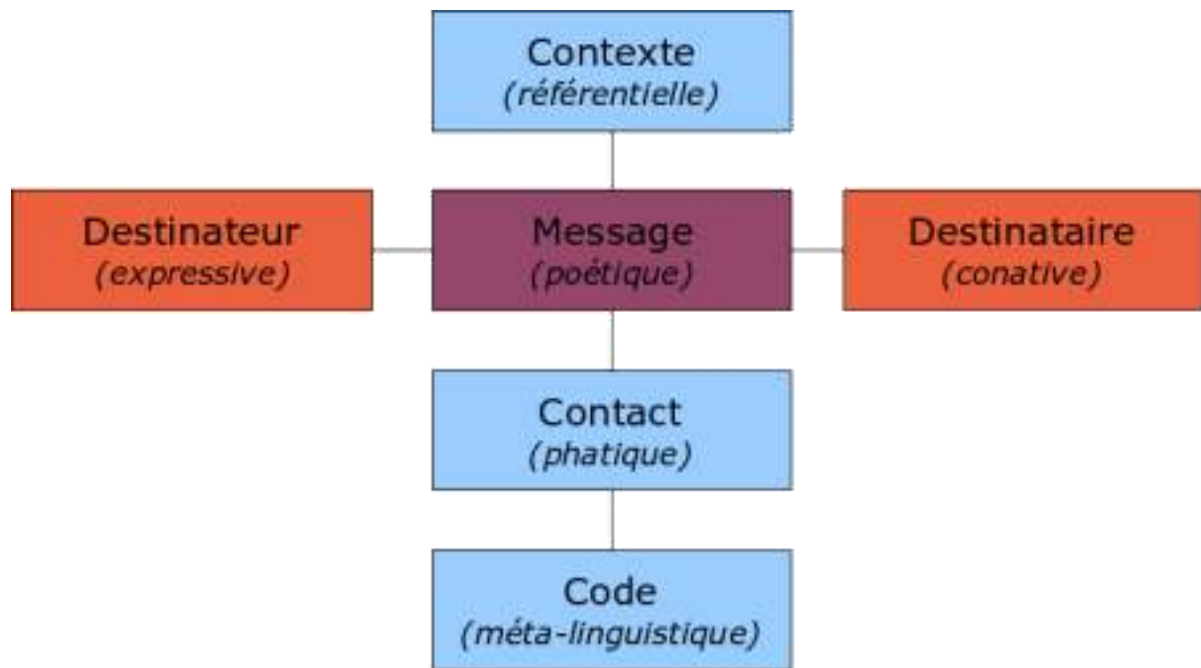 Contexte
(référentielle)
Destinateur
(expressive)
Message
(poétique)
Destinataire
(conative)
Contact
(phatique)
Code
(méta-linguistique)